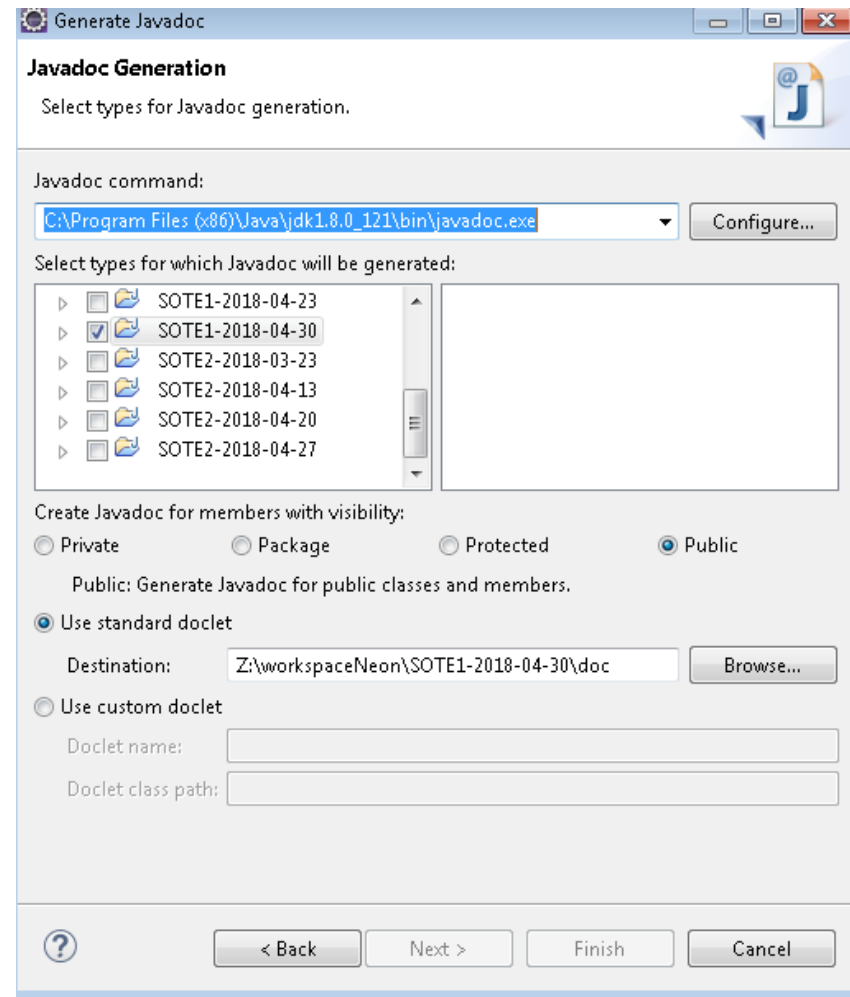 Generate Javadoc
Javadoc Generation
Select types for Javadoc generation.
Javadoc command:
C:\Program Files (x86)\Java\jdk1.8.0_121\bin\javadoc.exe
Configure...
Select types for which Javadoc will be generated:
SOTE1-2018-04-23
SOTE1-2018-04-30
SOTE2-2018-03-23
SOTE2-2018-04-13
SOTE2-2018-04-20
SOTE2-2018-04-27
Create Javadoc for members with visibility:
Private Package Protected Public
Public: Generate Javadoc for public classes and members.
Use standard doclet
Destination: Z:\workspaceNeon\SOTE1-2018-04-30\doc Browse...
Use custom doclet
Doclet name:
Doclet class path:
? < Back Next > Finish Cancel